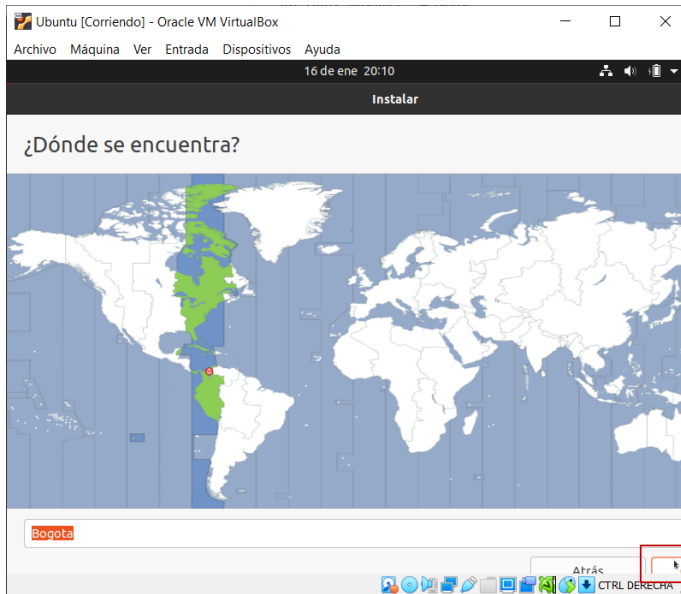 Ubuntu [Corriendo] - Oracle VM VirtualBox
Archivo Máquina Ver Entrada Dispositivos Ayuda
16 de ene 20:10
Instalar
¿Dónde se encuentra?
Bogota
Atrás
CTRL DERECHA